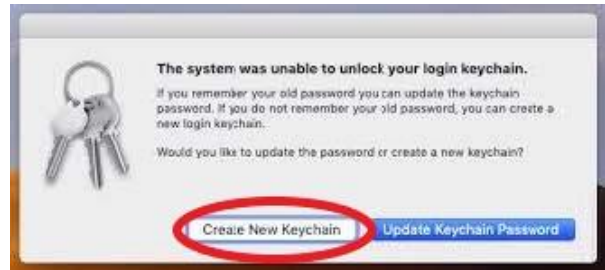 The system was unable to unlock your login keychain.
If you remember your old password you can update the keychain
password. If you do not remember your old password, you can create a
new login keychain.
Would you like to update the password or create a new keychain?
Create New Keychain
Update Keychain Password